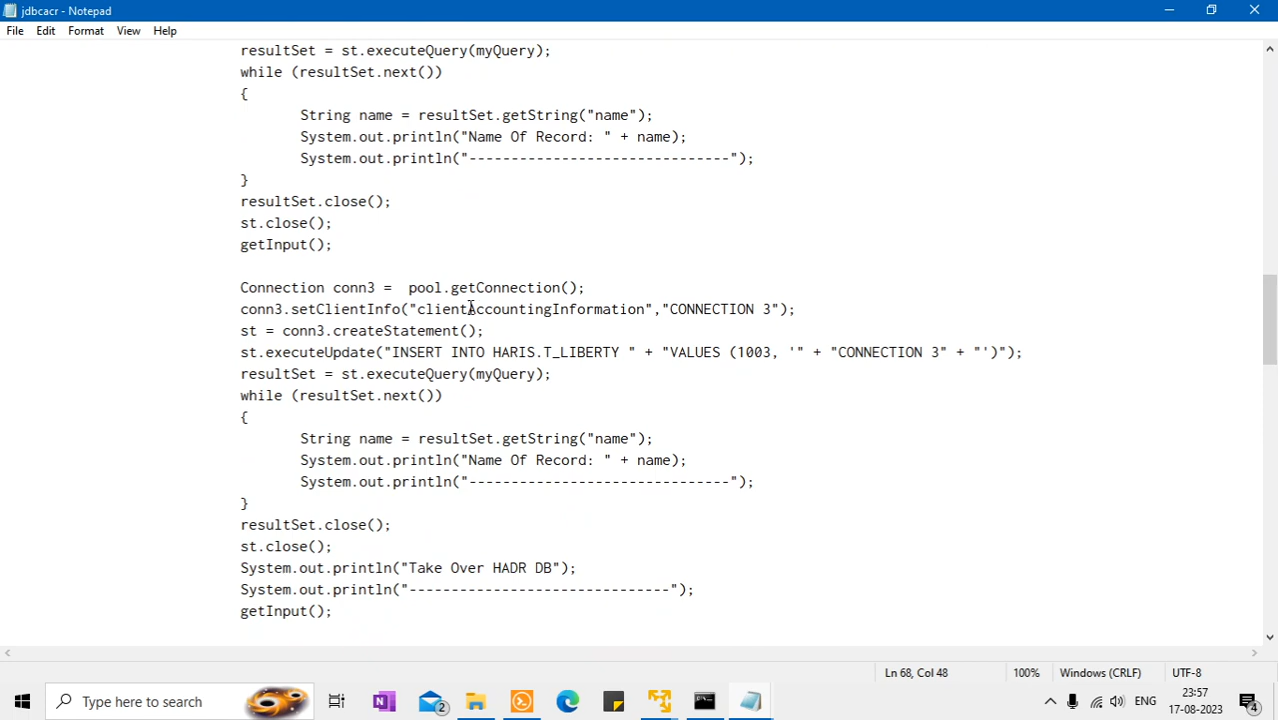 jdbcacr - Notepad
File Edit Format View Help
resultSet = st.executeQuery(myQuery);
while (resultSet.next())
{
String name = resultSet.getString("name");
System.out.println("Name Of Record: " + name);
System.out.println("-------------------------------");
}
resultSet.close();
st.close();
getInput();
Connection conn3 =  pool.getConnection();
conn3.setClientInfo("clientAccountingInformation","CONNECTION 3");
st = conn3.createStatement();
st.executeUpdate("INSERT INTO HARIS.T_LIBERTY " + "VALUES (1003, '" + "CONNECTION 3" + "')");
resultSet = st.executeQuery(myQuery);
while (resultSet.next())
{
String name = resultSet.getString("name");
System.out.println("Name Of Record: " + name);
System.out.println("-------------------------------");
}
resultSet.close();
st.close();
System.out.println("Take Over HADR DB");
System.out.println("-------------------------------");
getInput();
Ln 68, Col 48 100% Windows (CRLF) UTF-8
Type here to search 2 ENG 23:57 17-08-2023 4